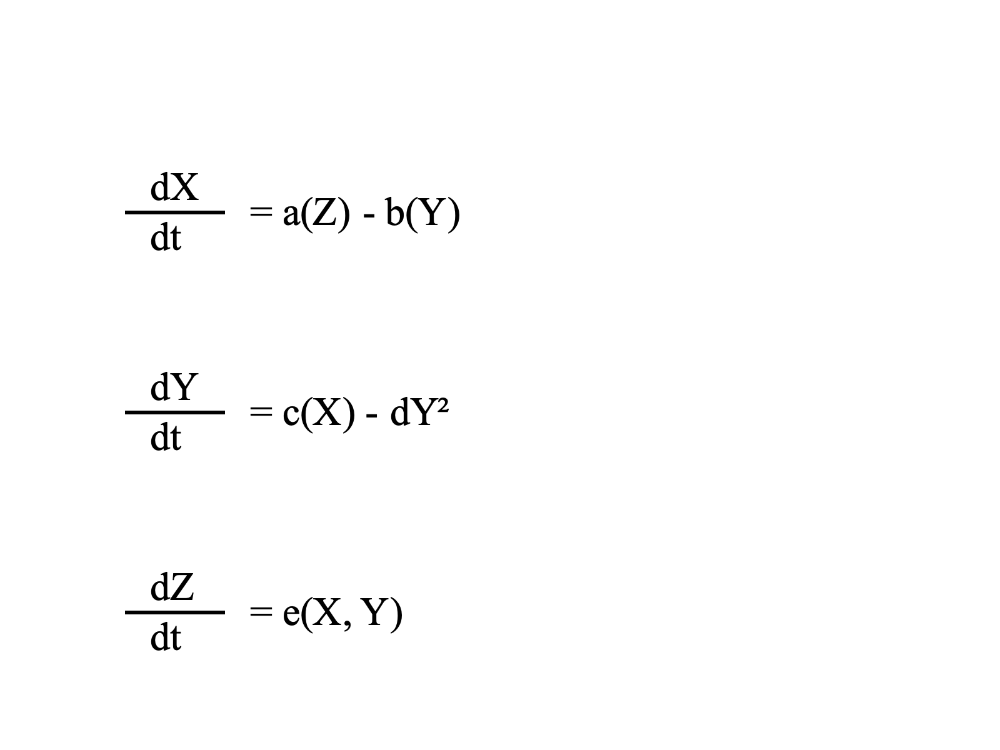 dX
dt
= a(Z) - b(Y)
dY
dt
= c(X) - dY²
dZ
dt
= e(X, Y)